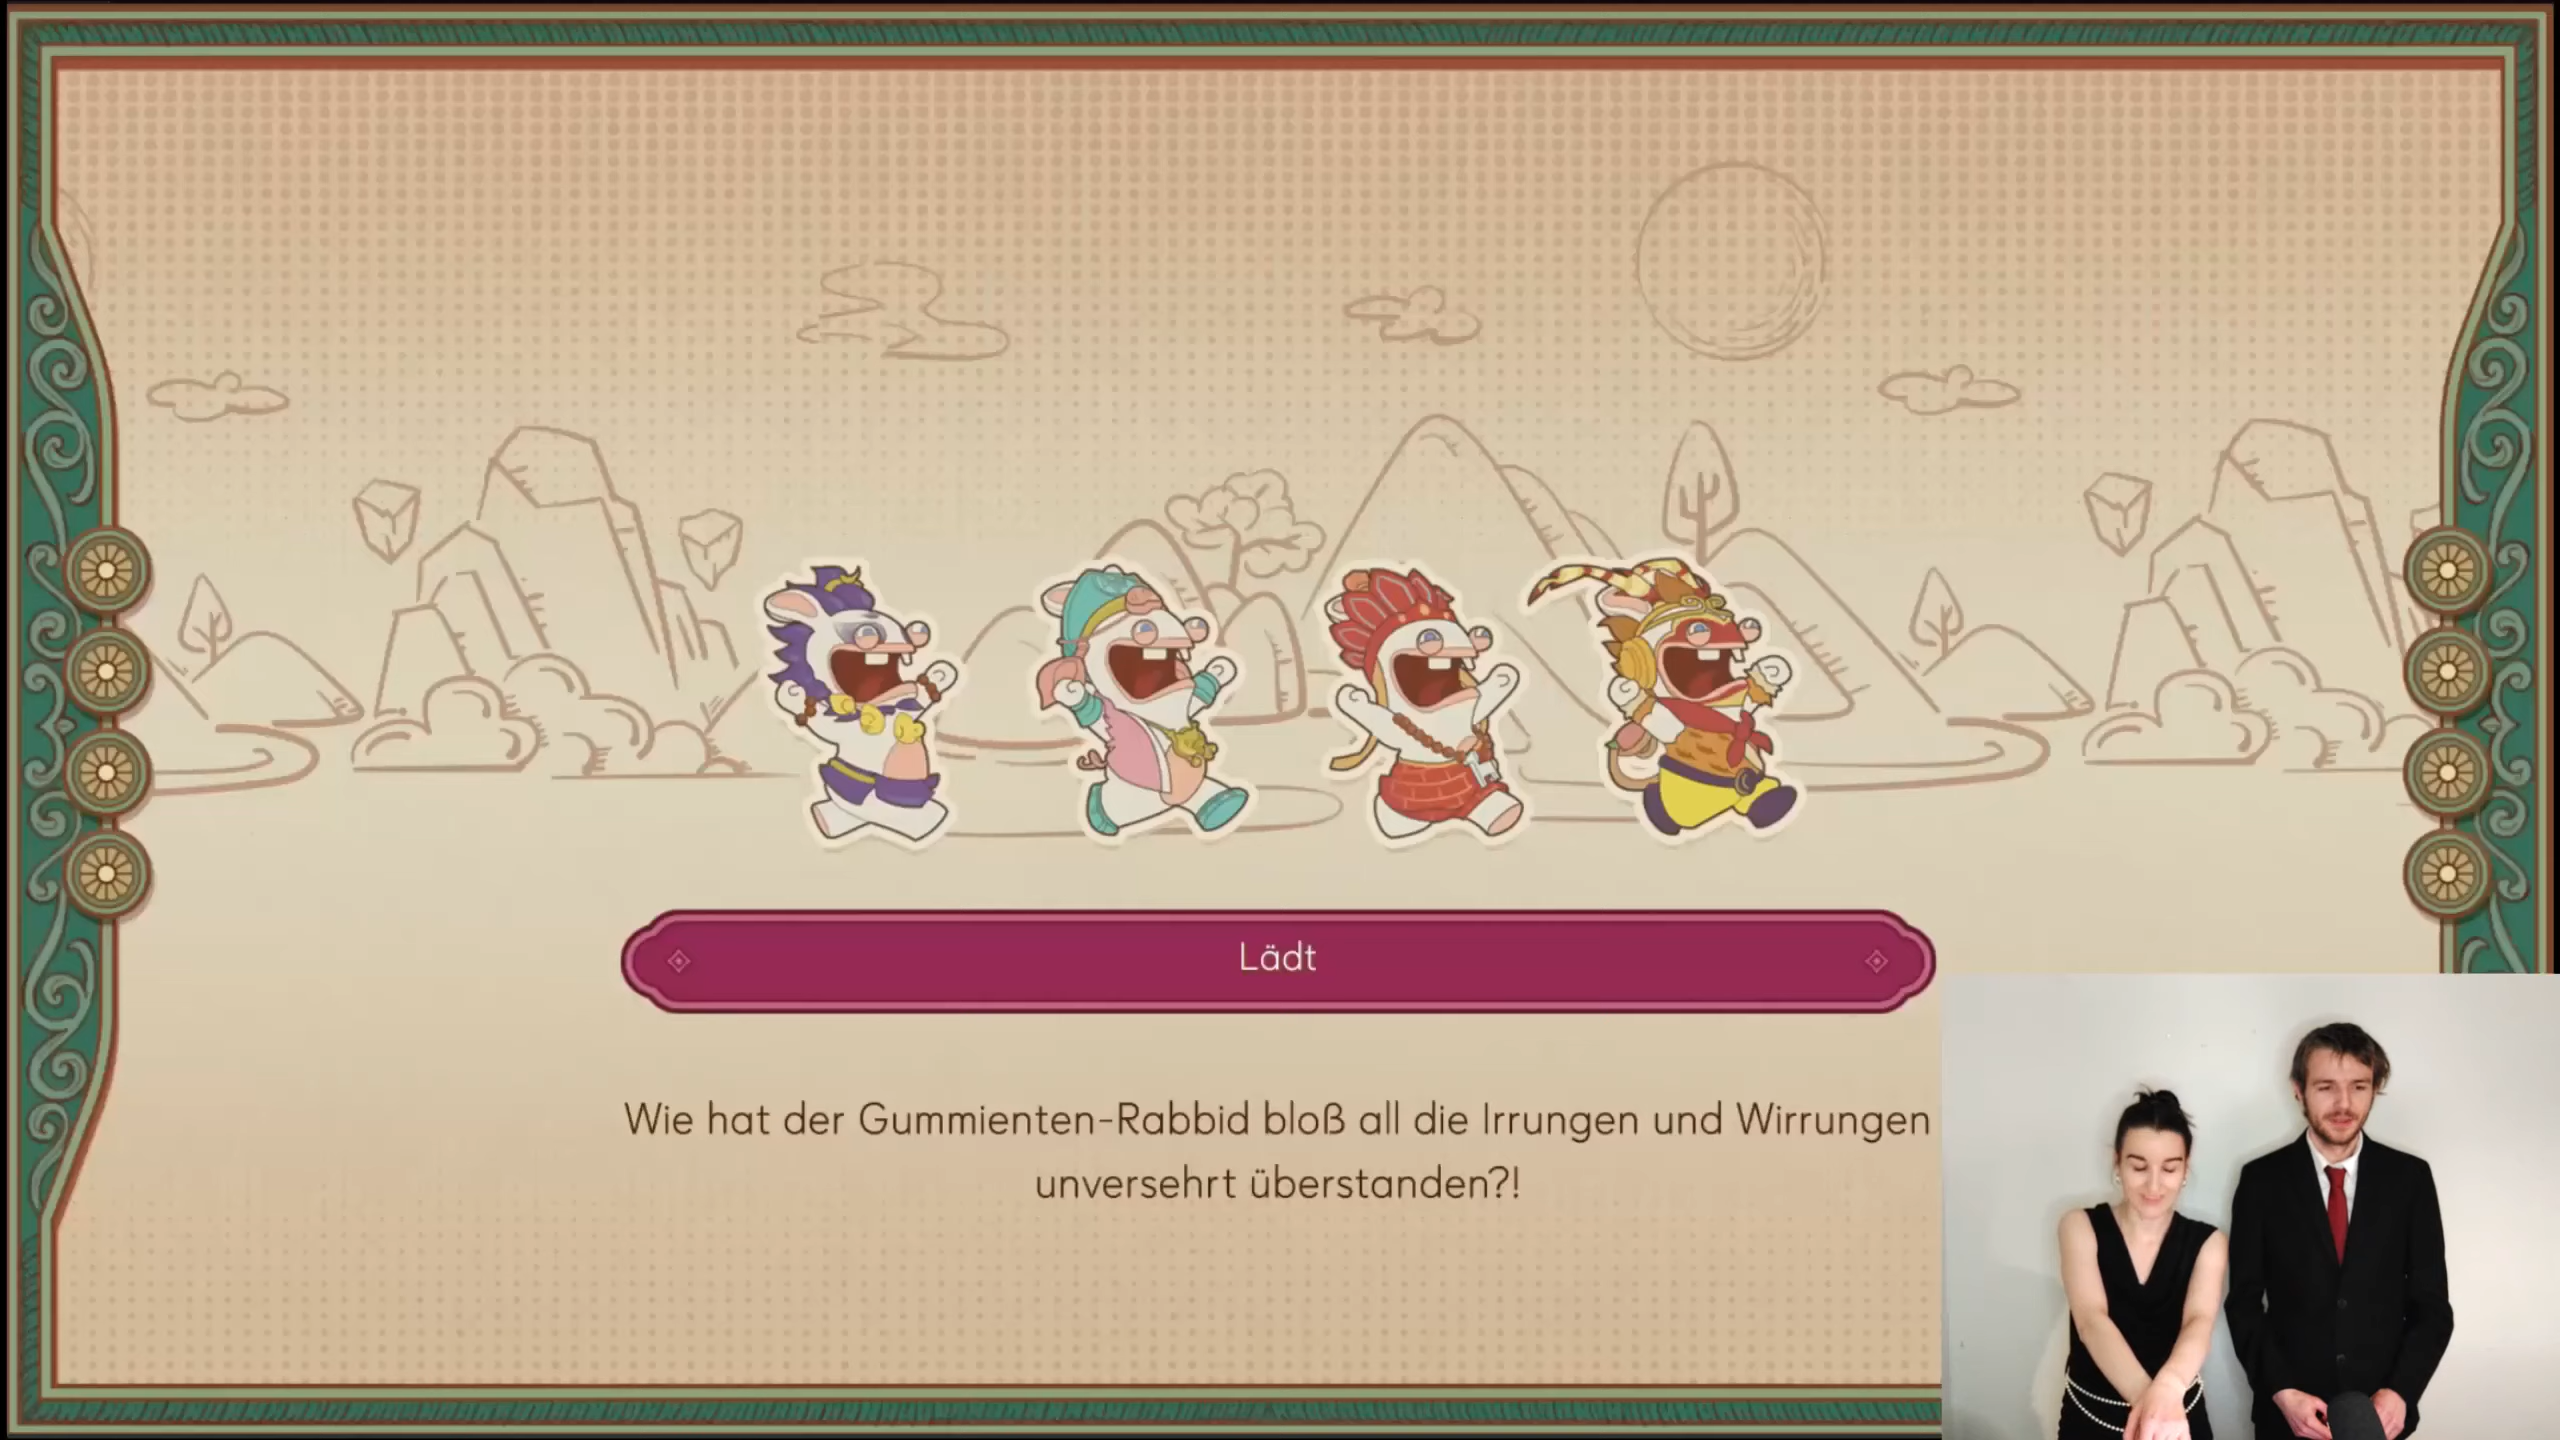 Lädt
Wie hat der Gummienten-Rabbid bloß all die Irrungen und Wirrungen
unversehrt überstanden?!